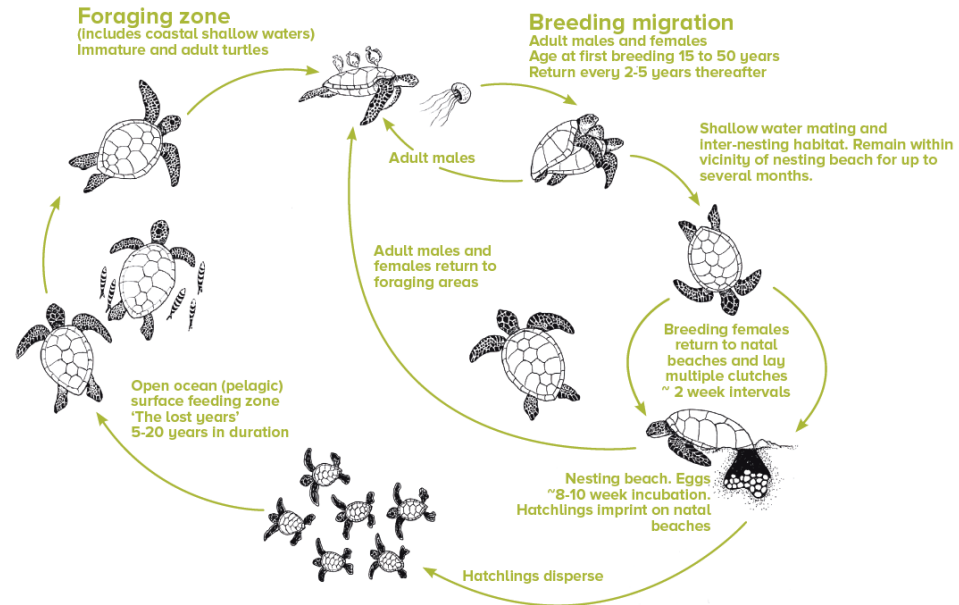 Foraging zone
(includes coastal shallow waters)
Immature and adult turtles
Breeding migration
Adult males and females
Age at first breeding 15 to 50 years
Return every 2-5 years thereafter
Shallow water mating and
inter-nesting habitat. Remain within
vicinity of nesting beach for up to
several months.
Adult males
Adult males and
females return to
foraging areas
Breeding females
return to natal
beaches and lay
multiple clutches
~ 2 week intervals
Open ocean (pelagic)
surface feeding zone
‘The lost years’
5-20 years in duration
Nesting beach. Eggs
~8-10 week incubation.
Hatchlings imprint on natal
beaches
Hatchlings disperse